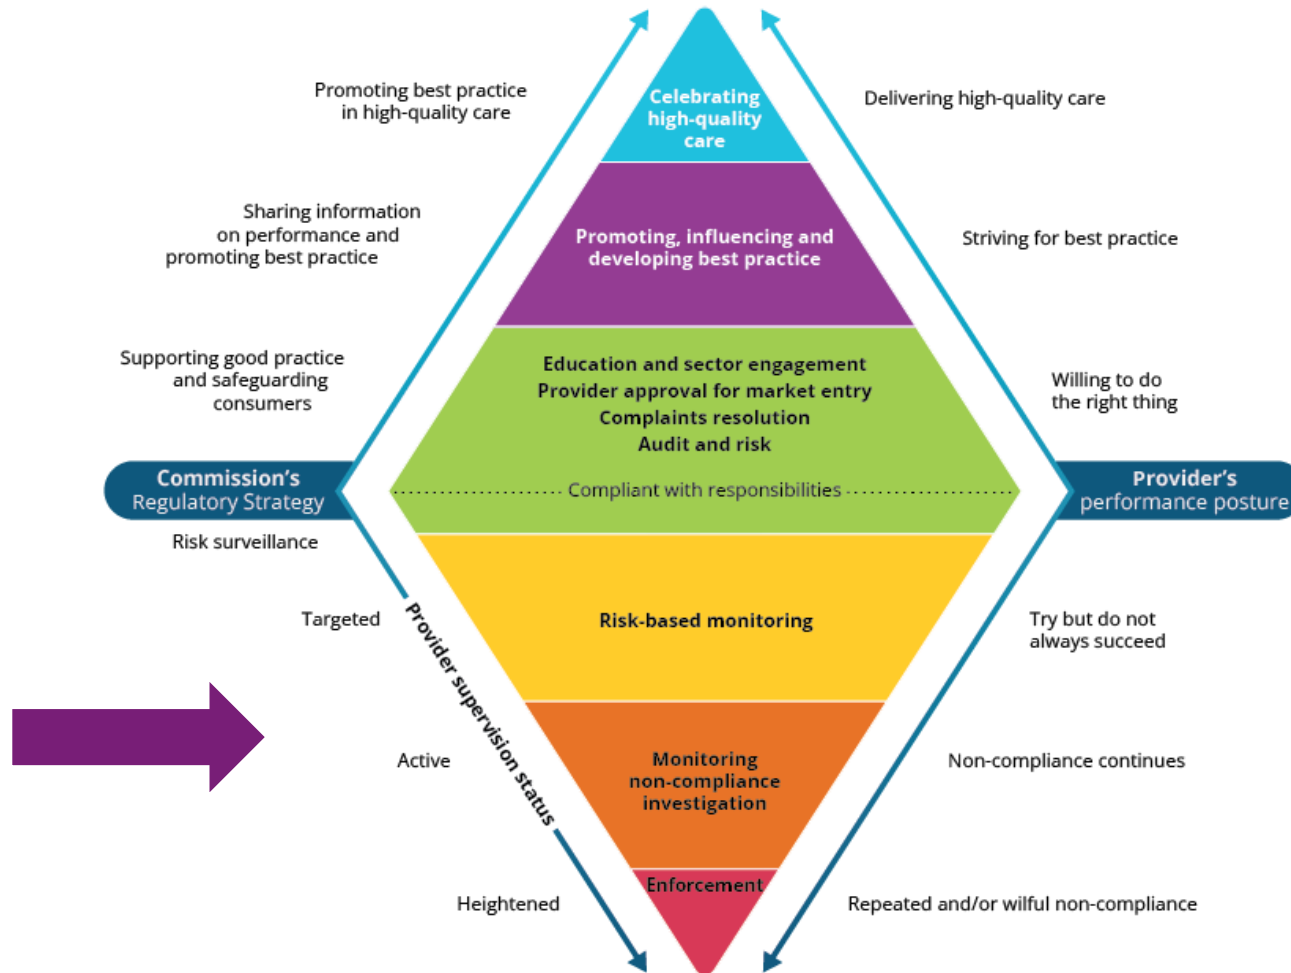 Promoting best practice
in high-quality care
Celebrating
high-quality
care
Delivering high-quality care
Sharing information
on performance and
promoting best practice
Promoting, influencing and
developing best practice
Striving for best practice
Supporting good practice
and safeguarding
consumers
Education and sector engagement
Provider approval for market entry
Complaints resolution
Audit and risk
Willing to do
the right thing
Commission's
Regulatory Strategy
Compliant with responsibilities
Provider's
performance posture
Risk surveillance
Provider supervision status
Targeted
Risk-based monitoring
Try but do not
always succeed
Active
Monitoring
non-compliance
investigation
Non-compliance continues
Heightened
Enforcement
Repeated and/or wilful non-compliance